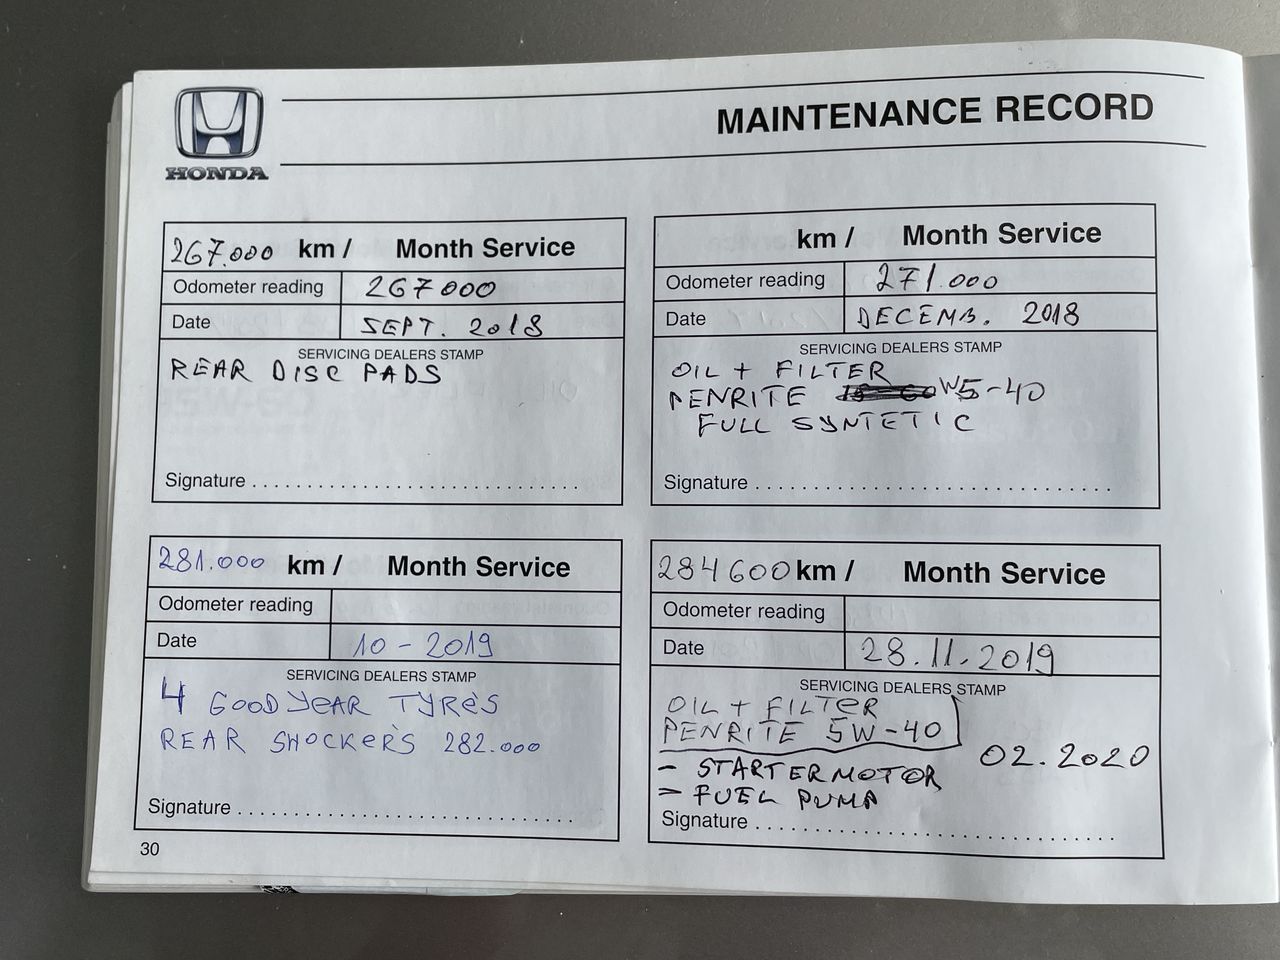 HONDA
MAINTENANCE RECORD
267.000 km / Month Service
Odometer reading 267000
Date SEPT. 2018
SERVICING DEALERS STAMP
REAR DISC PADS
Signature
km / Month Service
Odometer reading 271.000
Date DECEMB. 2018
SERVICING DEALERS STAMP
OIL + FILTER
PENRITE W5-40
FULL SYNTETIC
Signature
281.000 km / Month Service
Odometer reading
Date 10-2019
SERVICING DEALERS STAMP
4 GOODYEAR TYRES
REAR SHOCKERS 282.000
Signature
284600 km / Month Service
Odometer reading
Date 28.11.2019
SERVICING DEALERS STAMP
OIL + FILTER
PENRITE 5W-40
02.2020
- STARTERMOTOR
- FUEL PUMP
Signature
30